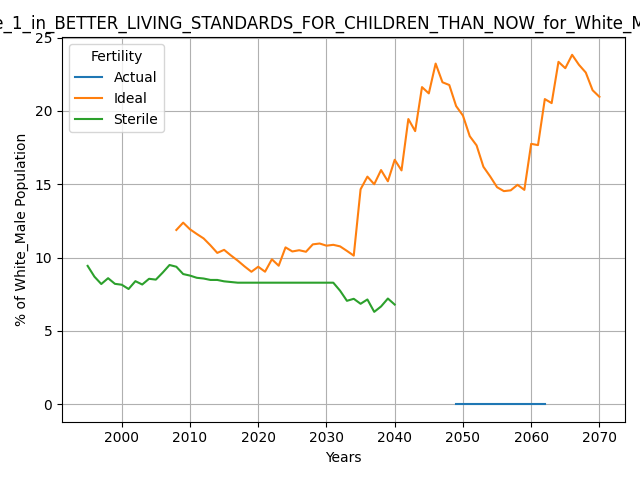 _1_in_BETTER_LIVING_STANDARDS_FOR_CHILDREN_THAN_NOW_for_White_M
Fertility
Actual
Ideal
Sterile
% of White_Male Population
25
20
15
10
5
0
2000 2010 2020 2030 2040 2050 2060 2070
Years